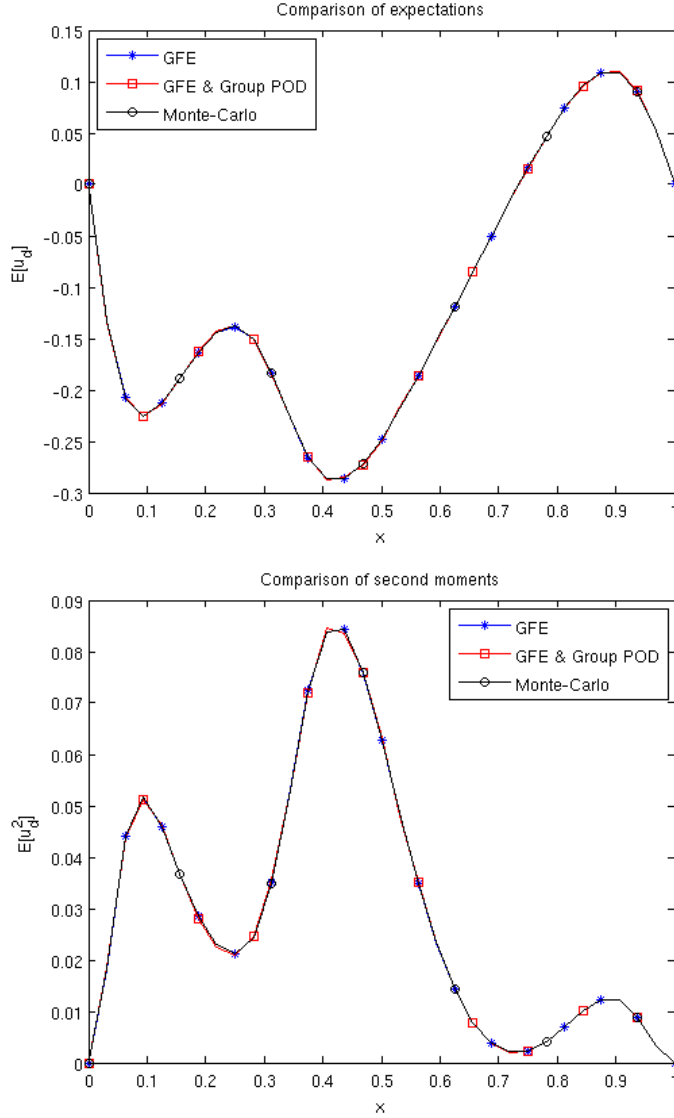 Comparison of expectations
0.15
0.1
0.05
0
-0.05
-0.1
-0.15
-0.2
-0.25
-0.3
E[u_d]
GFE
GFE & Group POD
Monte-Carlo
0 0.1 0.2 0.3 0.4 0.5 0.6 0.7 0.8 0.9 1
x
Comparison of second moments
0.09
0.08
0.07
0.06
0.05
0.04
0.03
0.02
0.01
0
E[u_d^2]
GFE
GFE & Group POD
Monte-Carlo
0 0.1 0.2 0.3 0.4 0.5 0.6 0.7 0.8 0.9 1
x